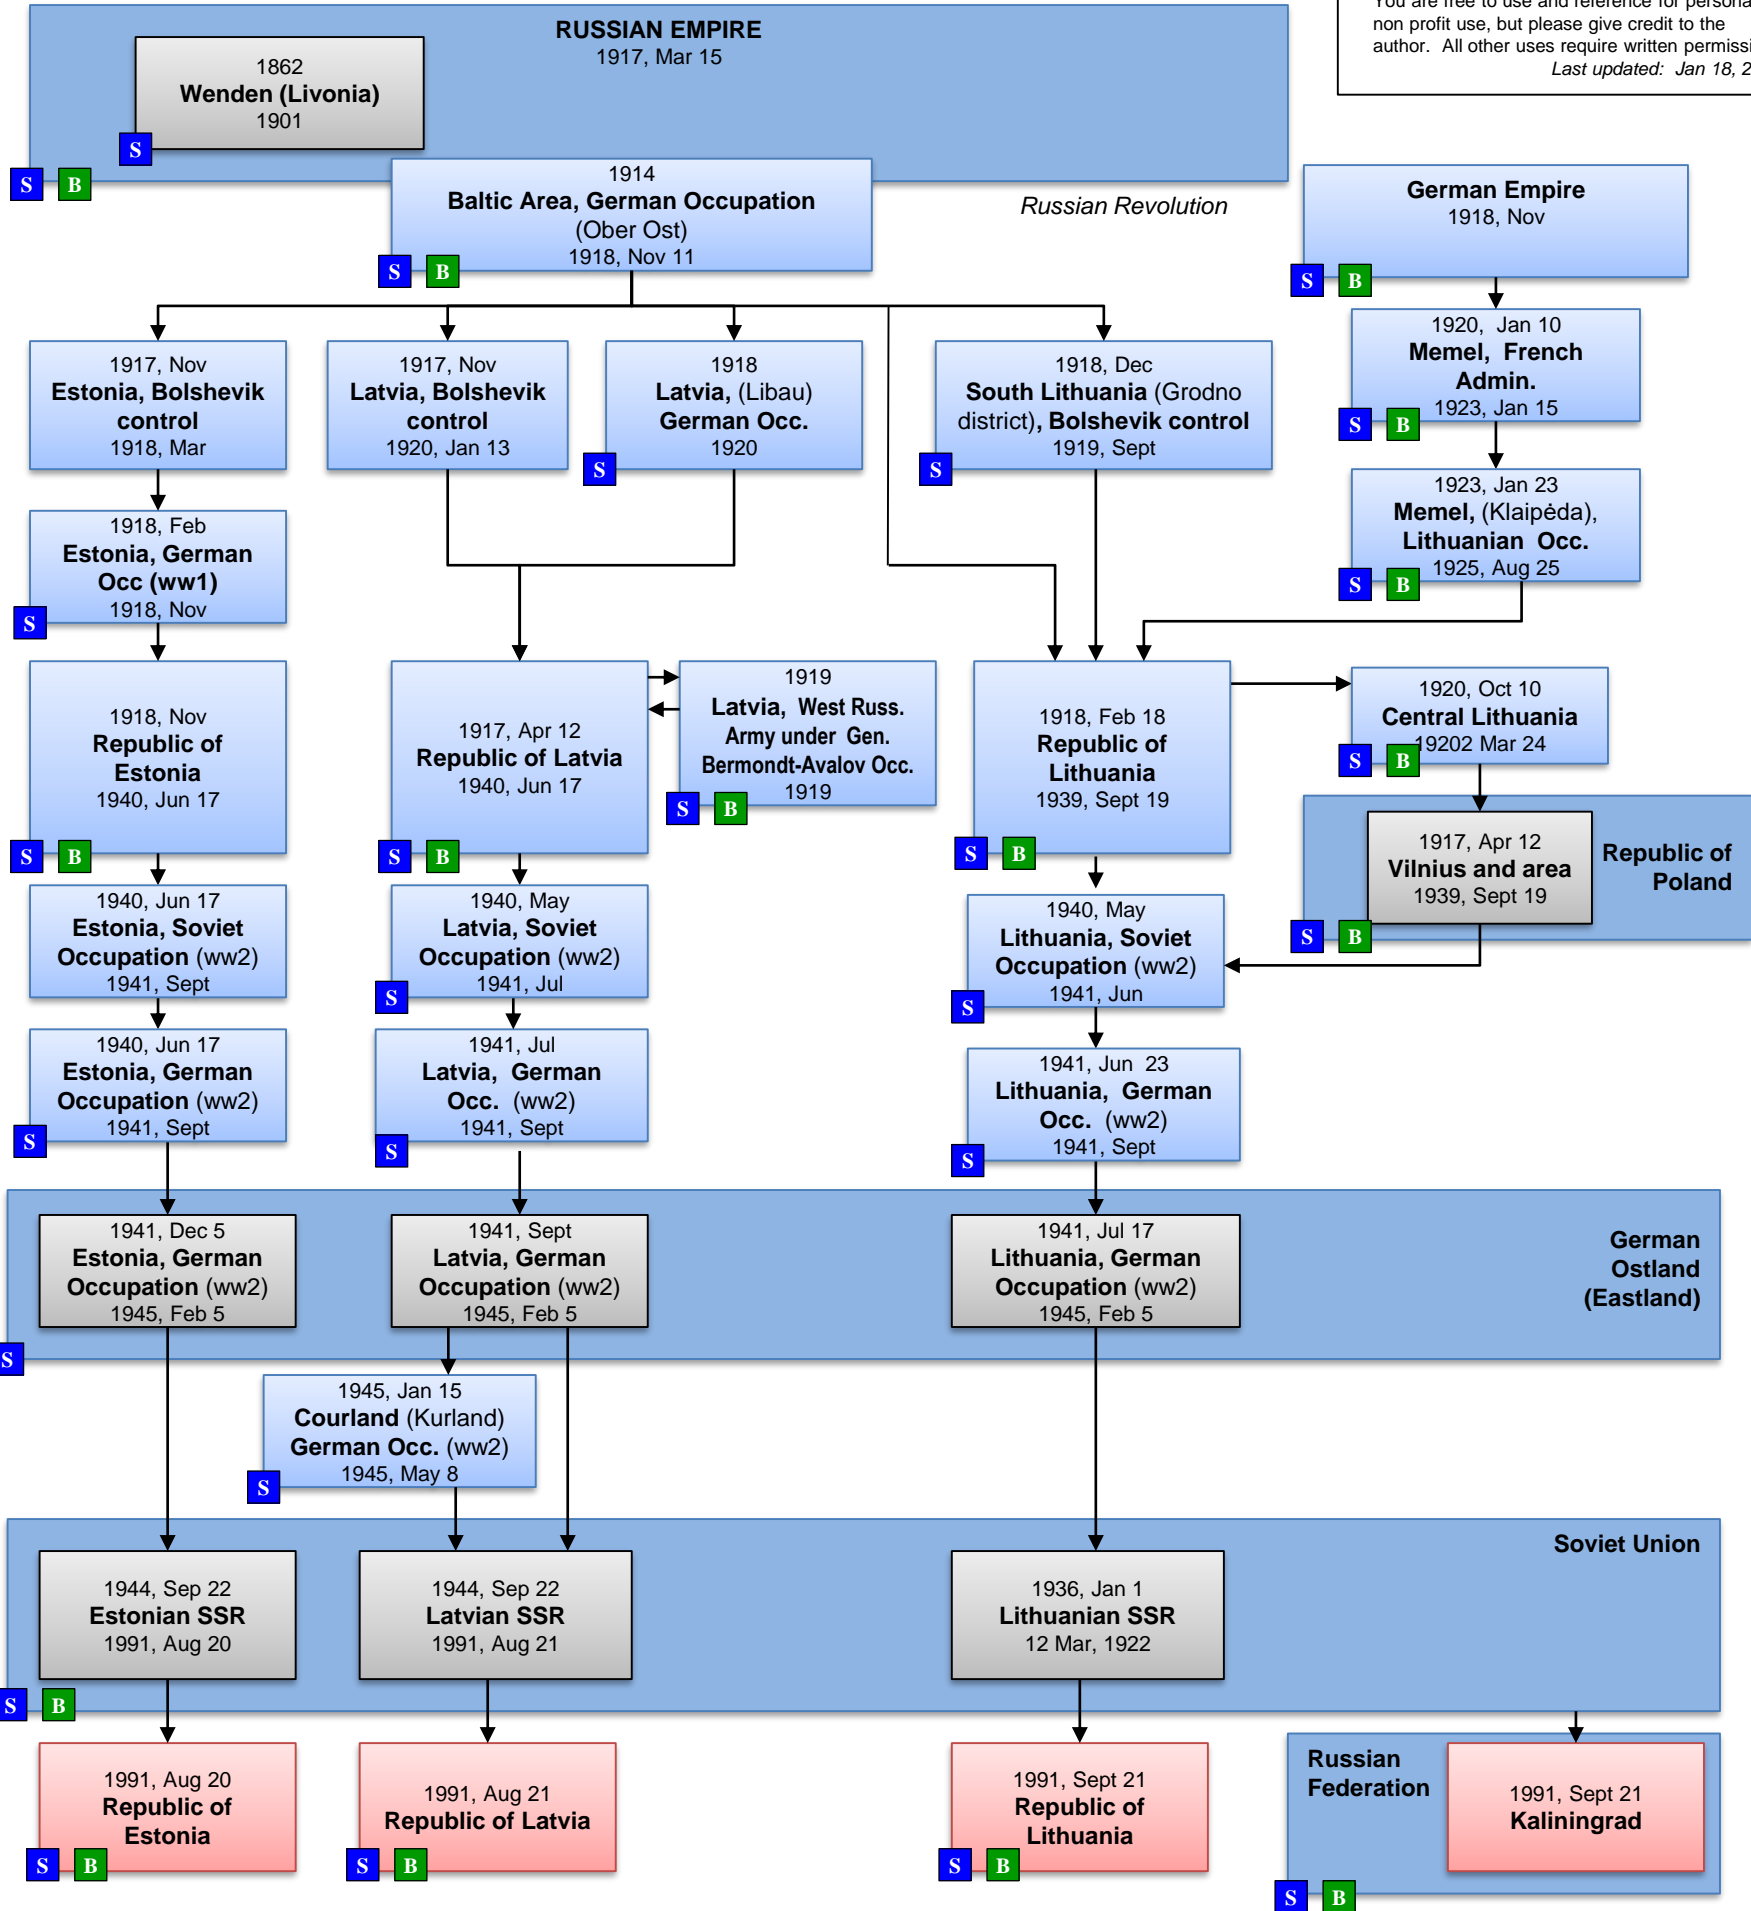 You are free to use and reference for persona
non profit use, but please give credit to the
author. All other uses require written permissi
Last updated: Jan 18, 2
RUSSIAN EMPIRE
1917, Mar 15
1862
Wenden (Livonia)
1901
S
S B
1914
Baltic Area, German Occupation
(Ober Ost)
1918, Nov 11
S B
Russian Revolution
German Empire
1918, Nov
S B
1917, Nov
Estonia, Bolshevik
control
1918, Mar
1917, Nov
Latvia, Bolshevik
control
1920, Jan 13
1918
Latvia, (Libau)
German Occ.
1920
S
1918, Dec
South Lithuania (Grodno
district), Bolshevik control
1919, Sept
S
1920, Jan 10
Memel, French
Admin.
1923, Jan 15
S B
1923, Jan 23
Memel, (Klaipėda),
Lithuanian Occ.
1925, Aug 25
S B
1918, Feb
Estonia, German
Occ (ww1)
1918, Nov
S
1918, Nov
Republic of
Estonia
1940, Jun 17
S B
1917, Apr 12
Republic of Latvia
1940, Jun 17
S B
1919
Latvia, West Russ.
Army under Gen.
Bermondt-Avalov Occ.
1919
S B
1918, Feb 18
Republic of
Lithuania
1939, Sept 19
S B
1920, Oct 10
Central Lithuania
19202 Mar 24
S B
1917, Apr 12
Vilnius and area
1939, Sept 19
Republic of
Poland
S B
1940, Jun 17
Estonia, Soviet
Occupation (ww2)
1941, Sept
1940, May
Latvia, Soviet
Occupation (ww2)
1941, Jul
S
1940, May
Lithuania, Soviet
Occupation (ww2)
1941, Jun
S
1940, Jun 17
Estonia, German
Occupation (ww2)
1941, Sept
S
1941, Jul
Latvia, German
Occ. (ww2)
1941, Sept
S
1941, Jun 23
Lithuania, German
Occ. (ww2)
1941, Sept
S
1941, Dec 5
Estonia, German
Occupation (ww2)
1945, Feb 5
1941, Sept
Latvia, German
Occupation (ww2)
1945, Feb 5
1941, Jul 17
Lithuania, German
Occupation (ww2)
1945, Feb 5
German
Ostland
(Eastland)
S
1945, Jan 15
Courland (Kurland)
German Occ. (ww2)
1945, May 8
S
Soviet Union
1944, Sep 22
Estonian SSR
1991, Aug 20
1944, Sep 22
Latvian SSR
1991, Aug 21
1936, Jan 1
Lithuanian SSR
12 Mar, 1922
S B
1991, Aug 20
Republic of
Estonia
S B
1991, Aug 21
Republic of Latvia
S B
1991, Sept 21
Republic of
Lithuania
S B
Russian
Federation
1991, Sept 21
Kaliningrad
S B